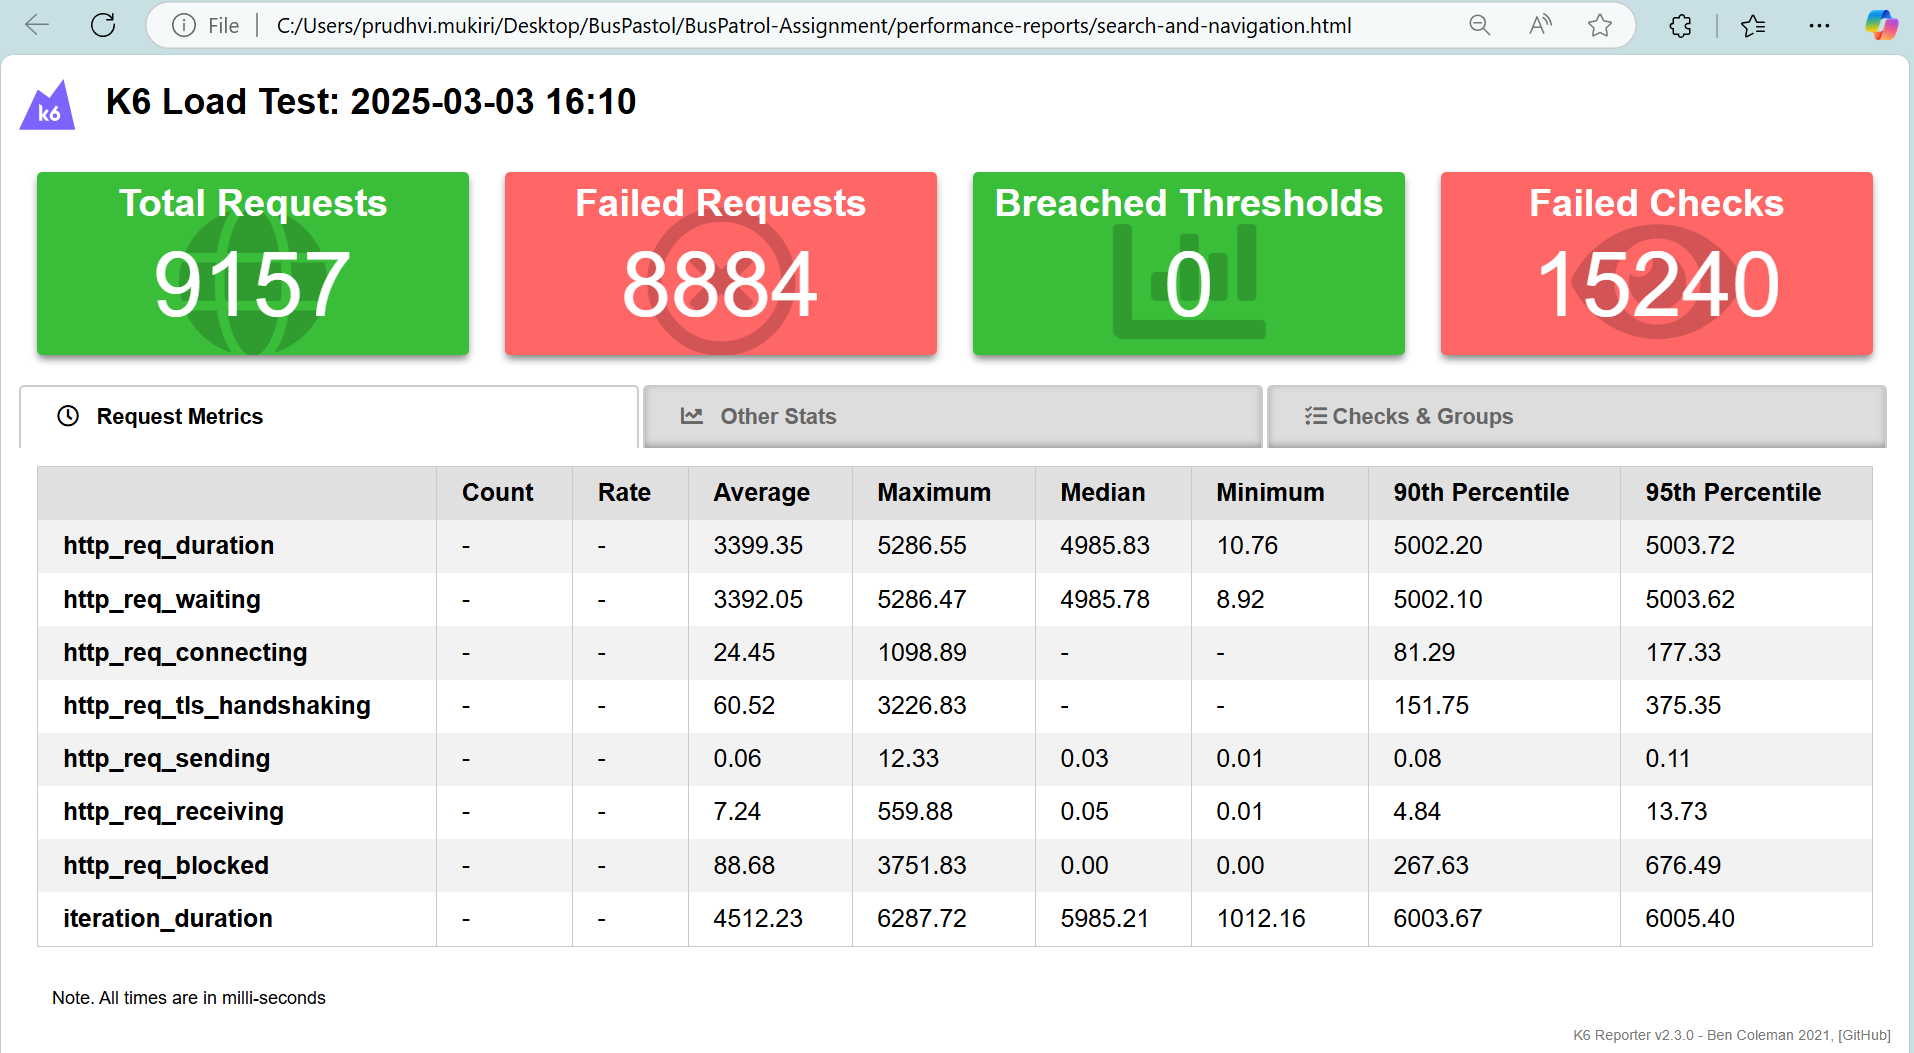 File C:/Users/prudhvi.mukiri/Desktop/BusPastol/BusPatrol-Assignment/performance-reports/search-and-navigation.html
k6 K6 Load Test: 2025-03-03 16:10
Total Requests Failed Requests Breached Thresholds Failed Checks
9157 8884 0 15240
Request Metrics Other Stats Checks & Groups
Count Rate Average Maximum Median Minimum 90th Percentile 95th Percentile
http_req_duration - - 3399.35 5286.55 4985.83 10.76 5002.20 5003.72
http_req_waiting - - 3392.05 5286.47 4985.78 8.92 5002.10 5003.62
http_req_connecting - - 24.45 1098.89 - - 81.29 177.33
http_req_tls_handshaking - - 60.52 3226.83 - - 151.75 375.35
http_req_sending - - 0.06 12.33 0.03 0.01 0.08 0.11
http_req_receiving - - 7.24 559.88 0.05 0.01 4.84 13.73
http_req_blocked - - 88.68 3751.83 0.00 0.00 267.63 676.49
iteration_duration - - 4512.23 6287.72 5985.21 1012.16 6003.67 6005.40
Note. All times are in milli-seconds
K6 Reporter v2.3.0 - Ben Coleman 2021, [GitHub]